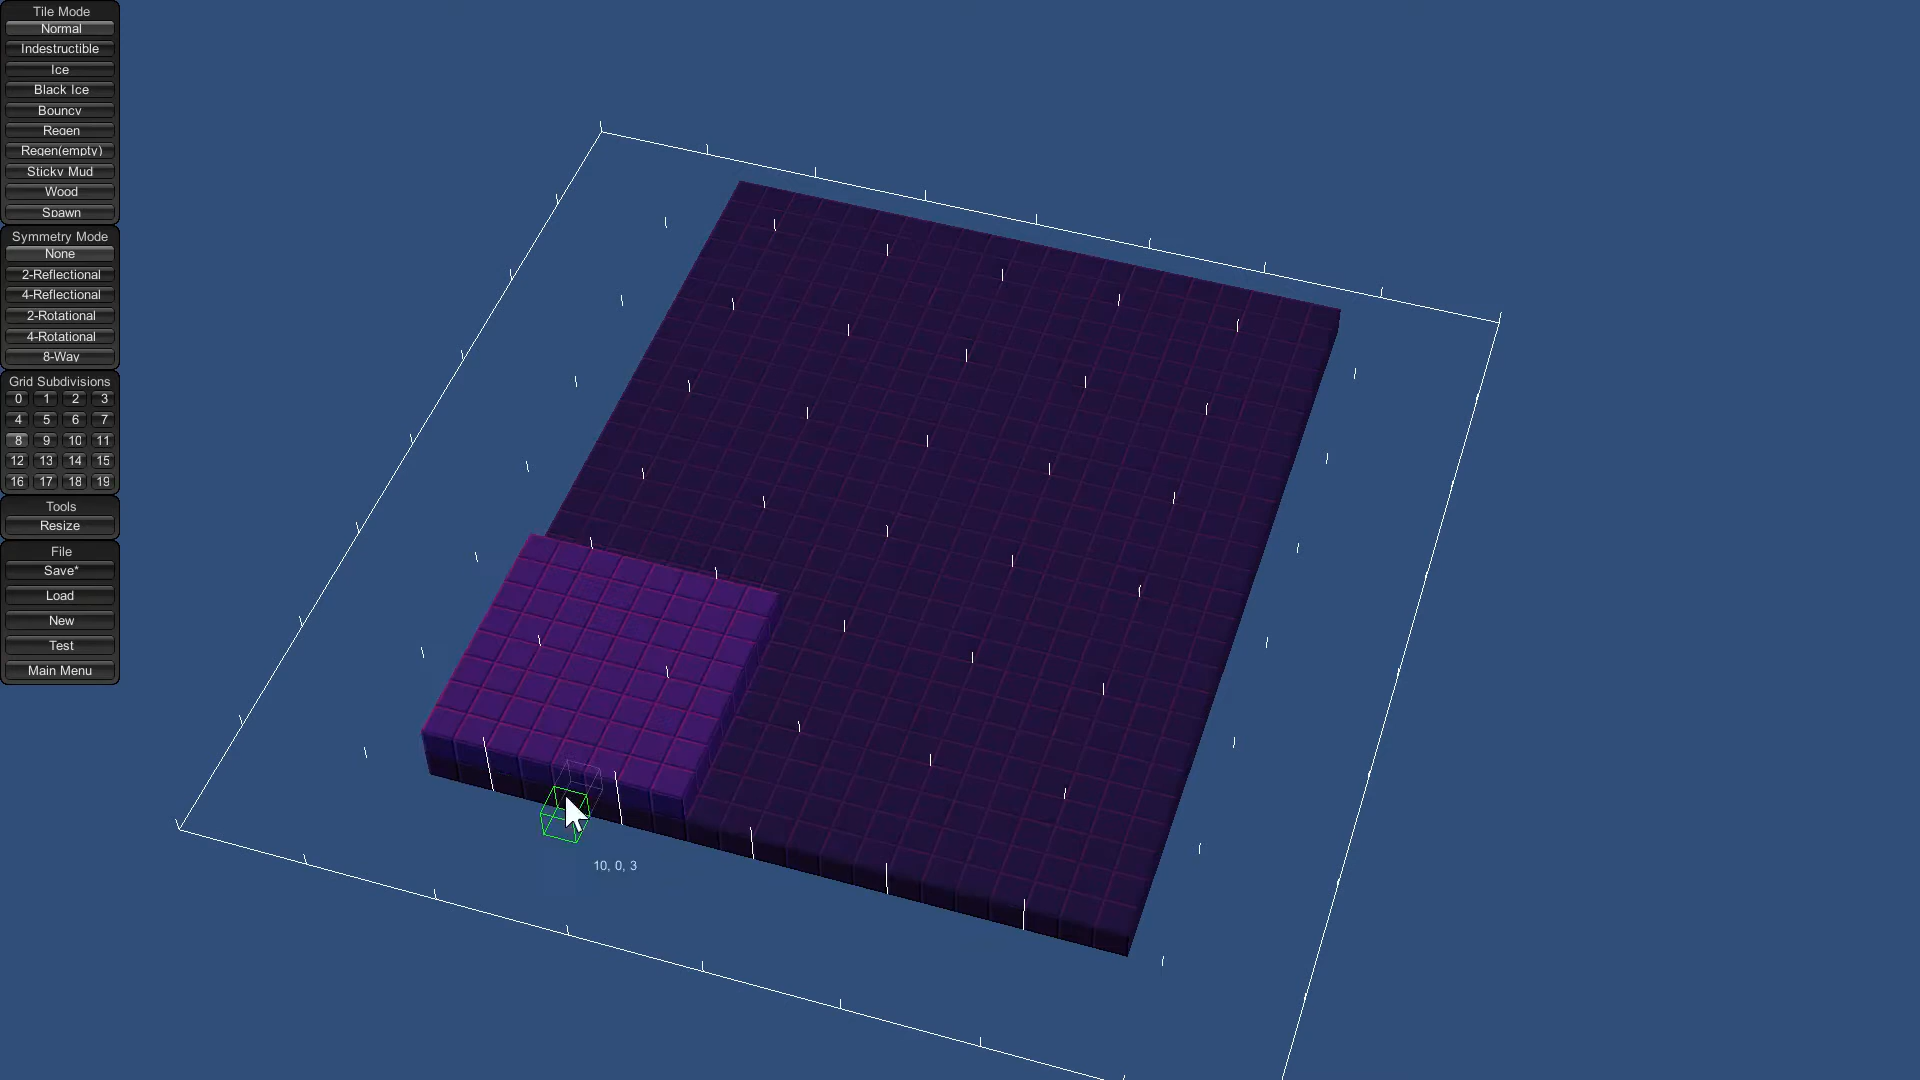 Tile Mode
Normal
Indestructible
Ice
Black Ice
Bouncy
Regen
Regen(empty)
Sticky Mud
Wood
Spawn
Symmetry Mode
None
2-Reflectional
4-Reflectional
2-Rotational
4-Rotational
8-Way
Grid Subdivisions
0 1 2 3
4 5 6 7
8 9 10 11
12 13 14 15
16 17 18 19
Tools
Resize
File
Save*
Load
New
Test
Main Menu
10, 0, 3